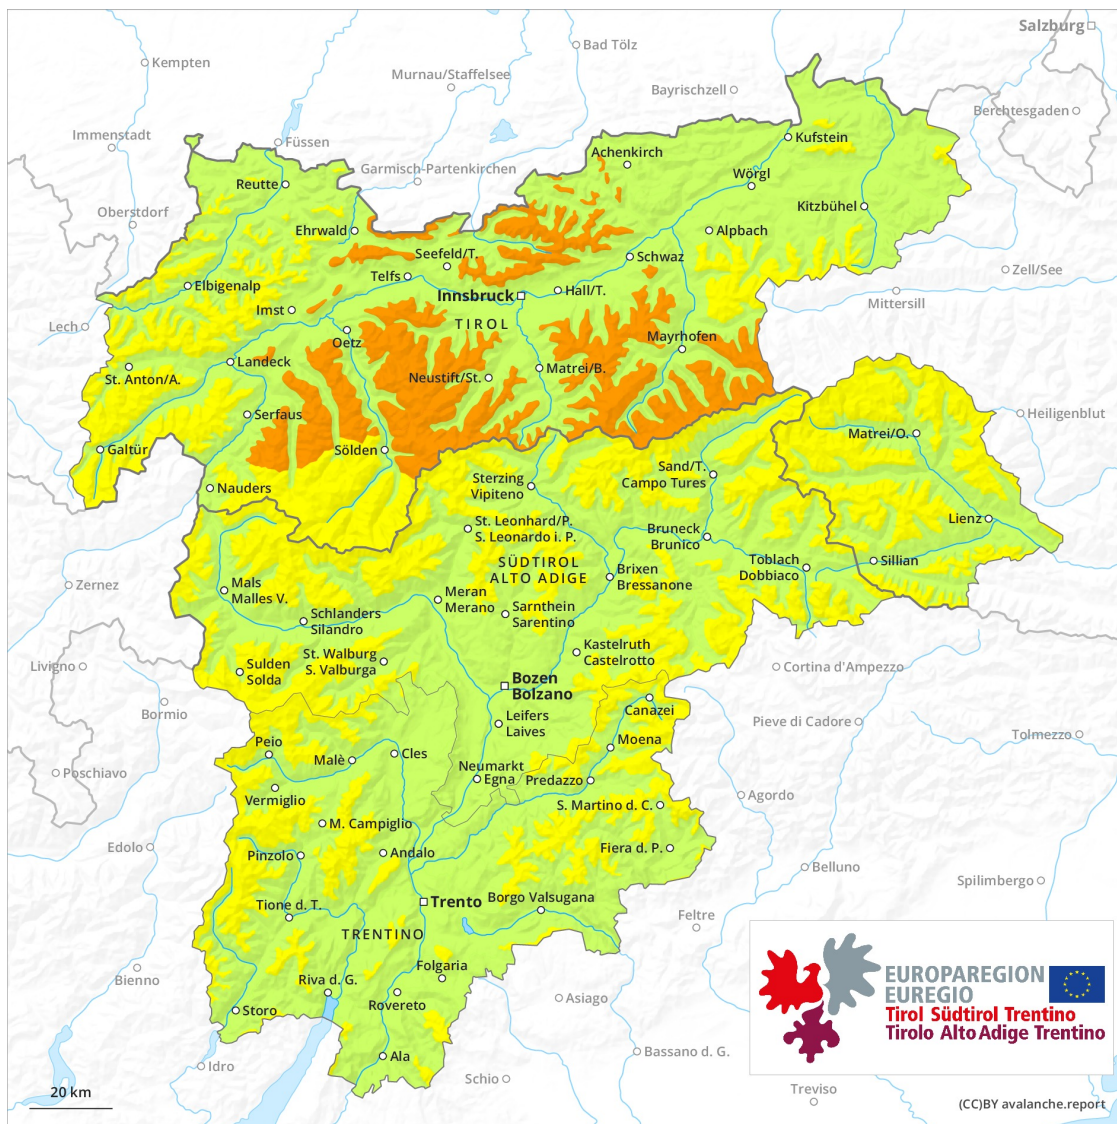 Salzburg
Bad Tölz
Kempten
Murnau/Staffelsee
Bayrischzell
Berchtesgaden
Immenstadt
Füssen
Kufstein
Achenkirch
Garmisch-Partenkirchen
Wörgl
Reutte
Oberstdorf
Kitzbühel
Ehrwald
Alpbach
Seefeld/T.
Schwaz
Telfs
Zell/See
Elbigenalp
Hall/T.
Innsbruck
Mittersill
Imst
TIROL
Lech
Oetz
Mayrhofen
Landeck
Matrei/B.
St. Anton/A.
Neustift/St.
Serfaus
Heiligenblut
Matrei/O.
Galtür
Sölden
Sand/T.
Campo Tures
Sterzing
Vipiteno
Nauders
Lienz
St. Leonhard/P.
S. Leonardo i. P.
Bruneck
Brunico
SÜDTIROL
ALTO ADIGE
Toblach
Dobbiaco
Sillian
Brixen
Bressanone
Zernez
Mals
Malles V.
Meran
Merano
Sarnthein
Sarentino
Schlanders
Silandro
Kastelruth
Castelrotto
St. Walburg
S. Valburga
Livigno
Sulden
Solda
Cortina d'Ampezzo
Bozen
Bolzano
Canazei
Bormio
Leifers
Laives
Pieve di Cadore
Tolmezzo
Moena
Peio
Cles
Malè
Poschiavo
Neumarkt
Egna
Predazzo
Vermiglio
Agordo
S. Martino d. C.
M. Campiglio
Edolo
Fiera d. P.
Pinzolo
Andalo
Belluno
Spilimbergo
Borgo Valsugana
Trento
Tione d. T.
Feltre
TRENTINO
Folgaria
Bienno
Riva d. G.
Asiago
Rovereto
Storo
EUROPAREGION
EUREGIO
Tirol Südtirol Trentino
Tirolo Alto Adige Trentino
Ala
Bassano d. G.
Idro
Schio
Treviso
20 km
(CC)BY avalanche.report